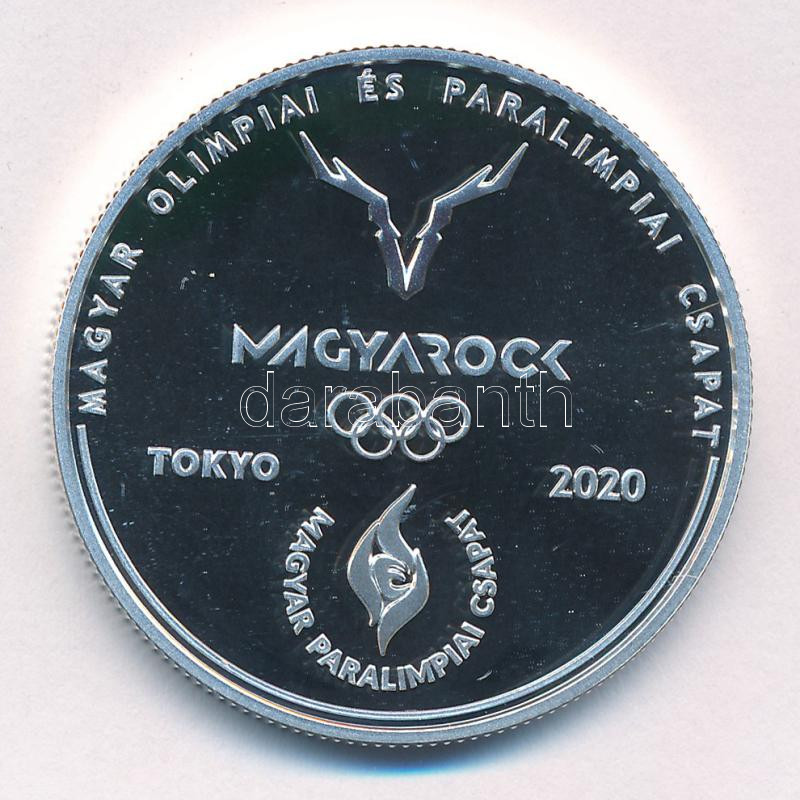 MAGYAR OLIMPIAI ÉS PARALIMPIAI CSAPAT
MAGYAROCK
darabanth
TOKYO 2020
MAGYAR PARALIMPIAI CSAPAT